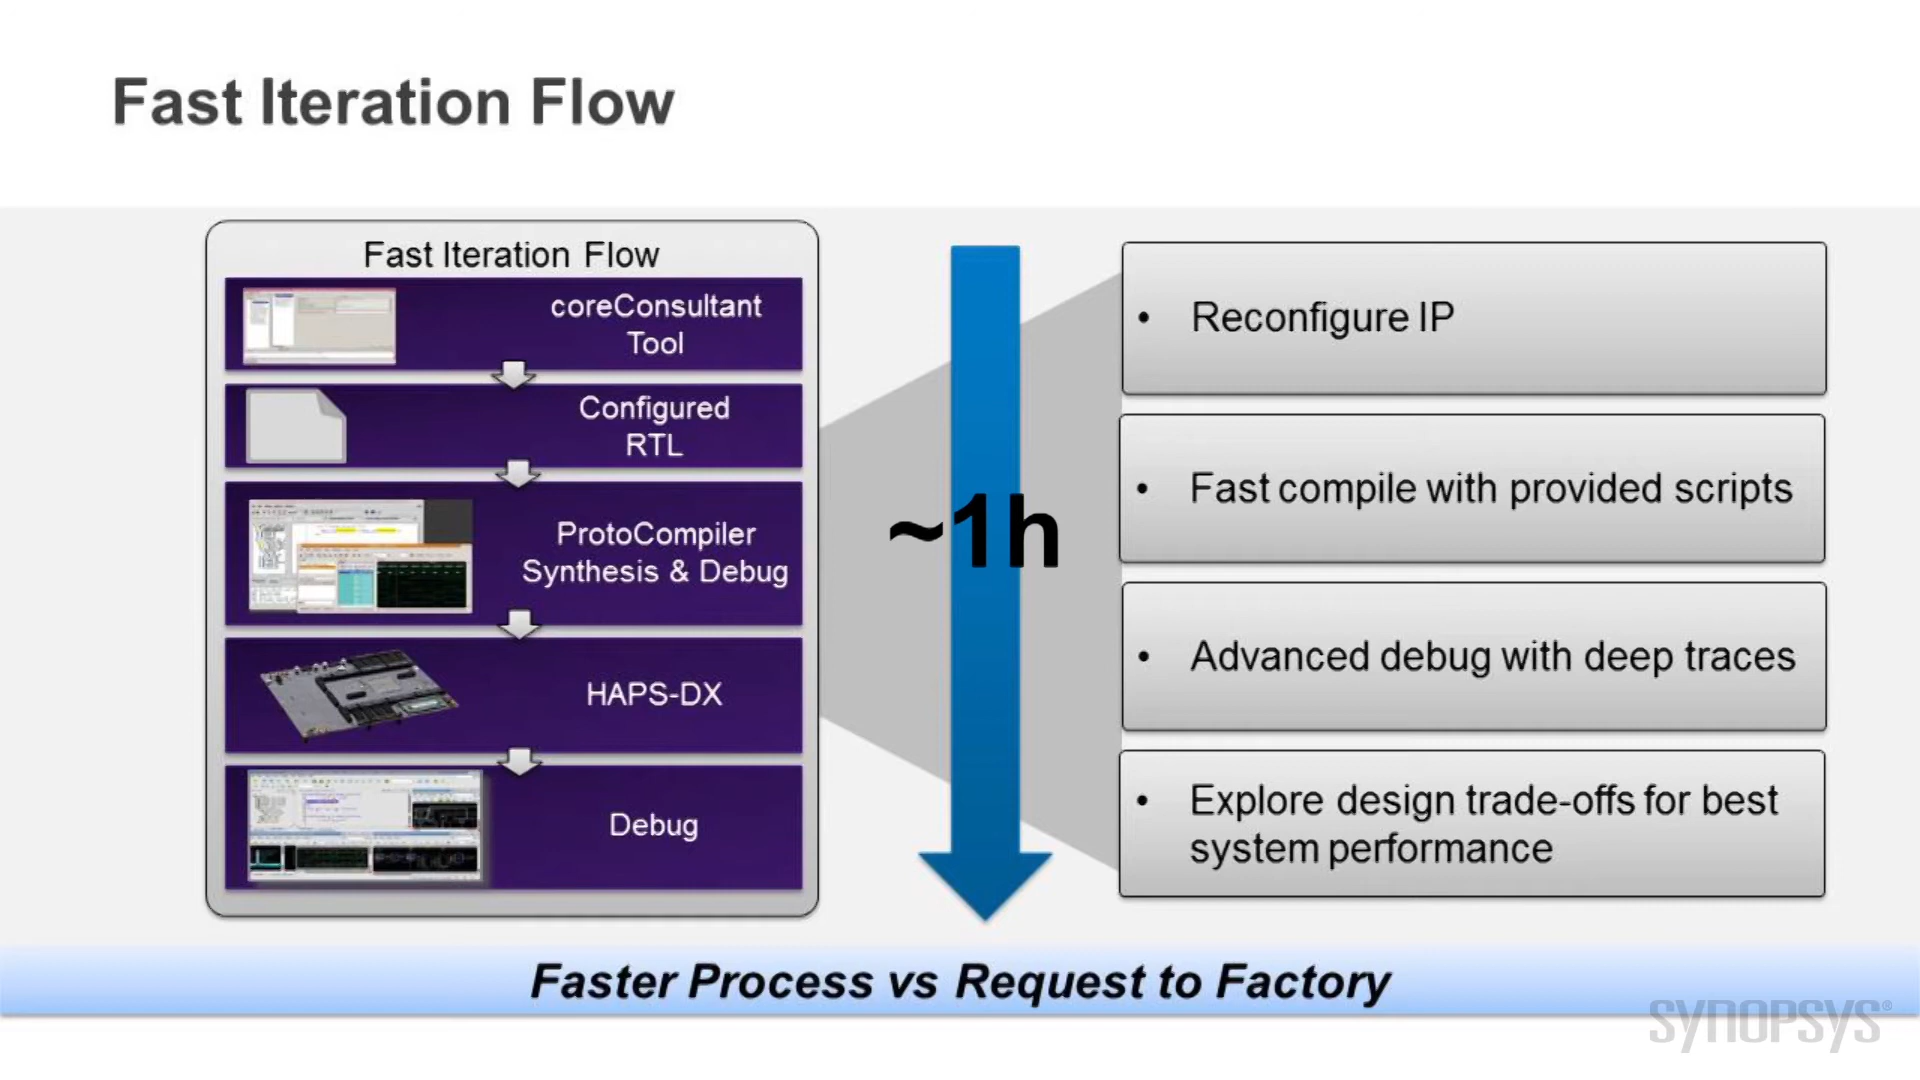 Fast Iteration Flow
Fast Iteration Flow
coreConsultant
Tool
Configured
RTL
ProtoCompiler
Synthesis & Debug
HAPS-DX
Debug
~1h
• Reconfigure IP
• Fast compile with provided scripts
• Advanced debug with deep traces
• Explore design trade-offs for best
system performance
Faster Process vs Request to Factory
SYNOPSYS®